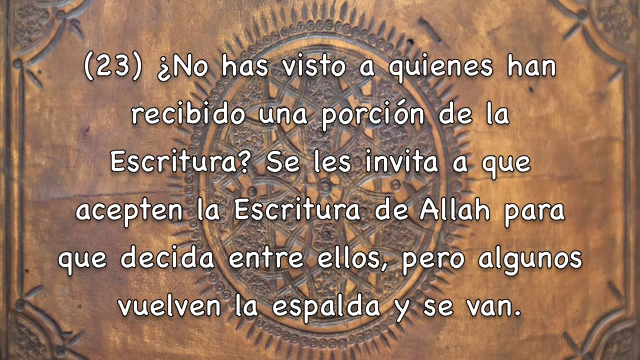 (23) ¿No has visto a quienes han
recibido una porción de la
Escritura? Se les invita a que
acepten la Escritura de Allah para
que decida entre ellos, pero algunos
vuelven la espalda y se van.